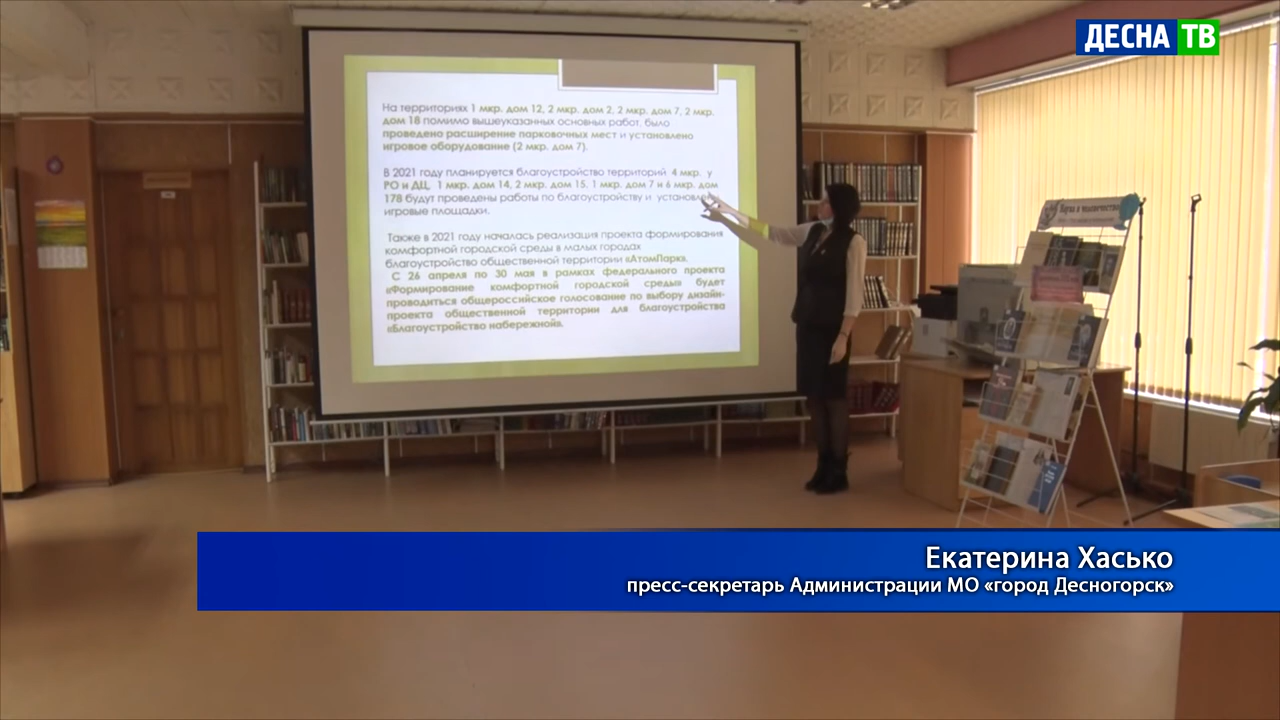 ДЕСНА ТВ
На территориях 1 мкр. дом 12, 2 мкр. дом 2, 2 мкр. дом 7, 2 мкр.
дом 18 помимо вышеуказанных основных работ, было
проведена расширение парковочных мест и установлено
игровое оборудование (2 мкр. дом 7).
В 2021 году планируется благоустройство территорий 4 мкр. у
РО и ДЦ, 1 мкр. дом 14, 2 мкр. дом 15, 1 мкр. дом 7 и 6 мкр. дом
178 будут проведены работы по благоустройству и
игровые площадки.
Также в 2021 году началась реализация проекта формирования
комфортной городской среды в малых городах
благоустройство общественной территории «АтомПарк».
С 26 апреля по 30 мая в рамках федерального проекта
«Формирование комфортной городской среды» будет
проводиться общероссийское голосование по выбору дизайн-
проекта общественной территории для благоустройства
«Благоустройство набережной».
Наука и человечество
Екатерина Хасько
пресс-секретарь Администрации МО «город Десногорск»